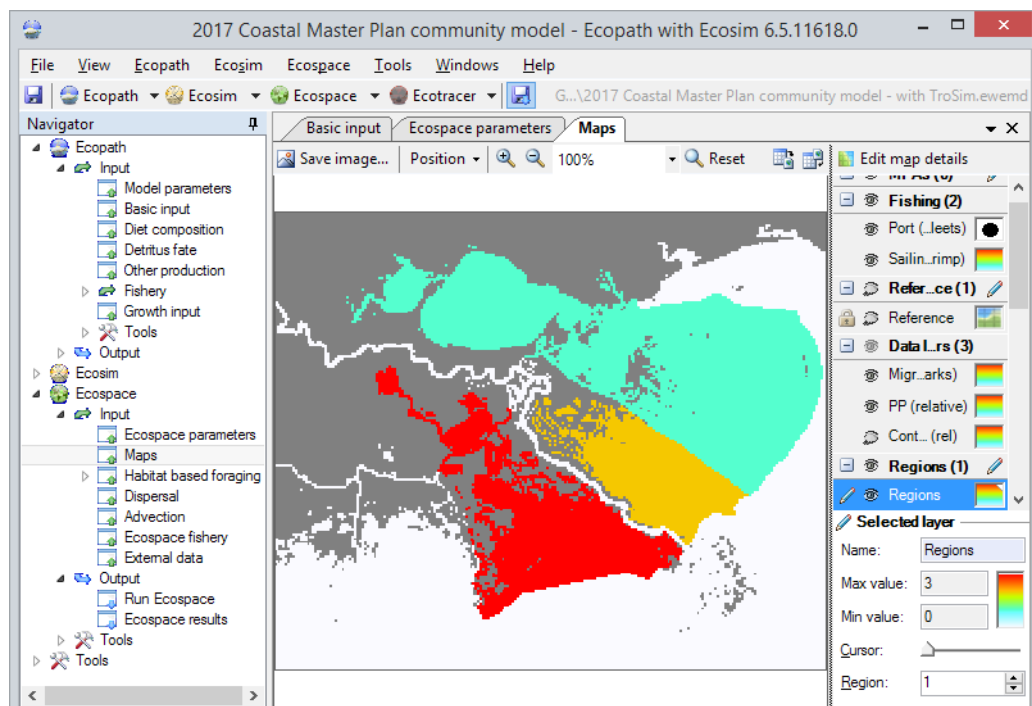 2017 Coastal Master Plan community model - Ecopath with Ecosim 6.5.11618.0
File View Ecopath Ecosim Ecospace Tools Windows Help
Ecopath Ecosim Ecospace Ecotracer G...\2017 Coastal Master Plan community model - with TroSim.ewemd
Navigator
Ecopath
Input
Model parameters
Basic input
Diet composition
Detritus fate
Other production
Fishery
Growth input
Tools
Output
Ecosim
Ecospace
Input
Ecospace parameters
Maps
Habitat based foraging
Dispersal
Advection
Ecospace fishery
External data
Output
Run Ecospace
Ecospace results
Tools
Tools
Basic input Ecospace parameters Maps
Save image... Position 100% Reset
Edit map details
Fishing (2)
Port (...leets)
Sailin...rimp)
Refer...ce (1)
Reference
Data l...rs (3)
Migr...arks)
PP (relative)
Cont... (rel)
Regions (1)
Regions
Selected layer
Name: Regions
Max value: 3
Min value: 0
Cursor:
Region: 1